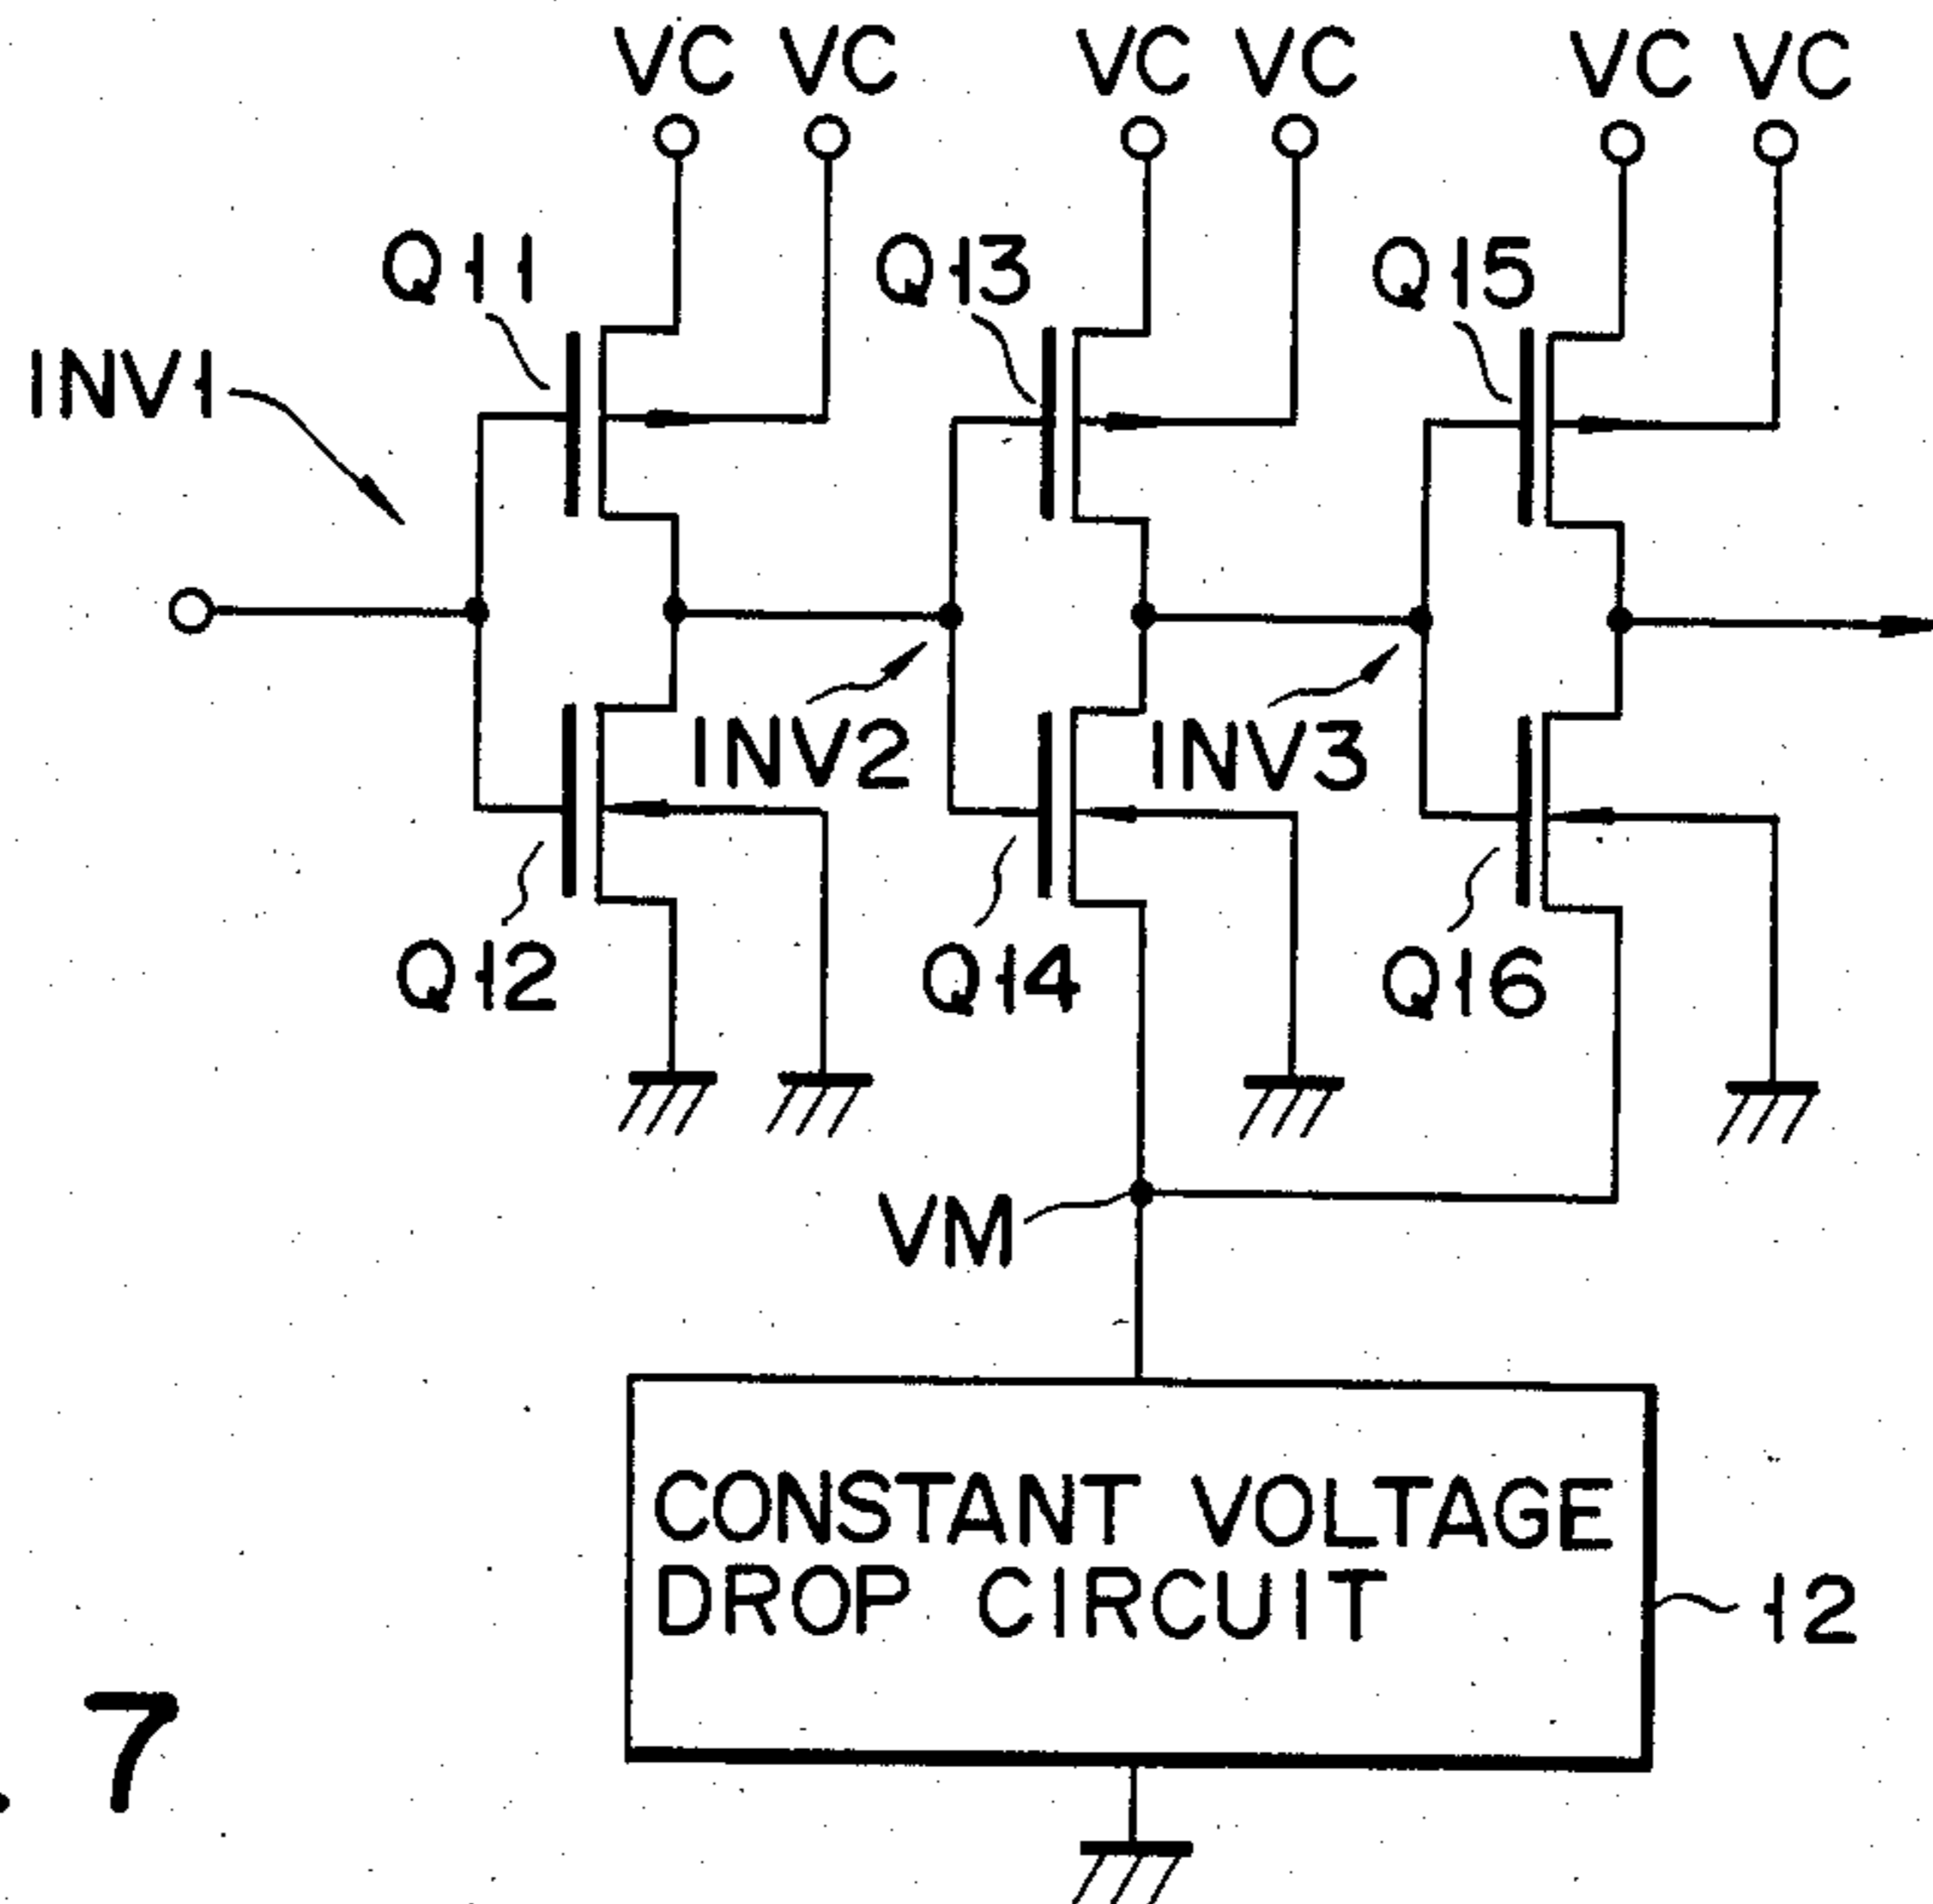 VC VC VC VC VC VC
Q11 Q13 Q15
INV1
INV2 INV3
Q12 Q14 Q16
VM
CONSTANT VOLTAGE
DROP CIRCUIT
12
. 7